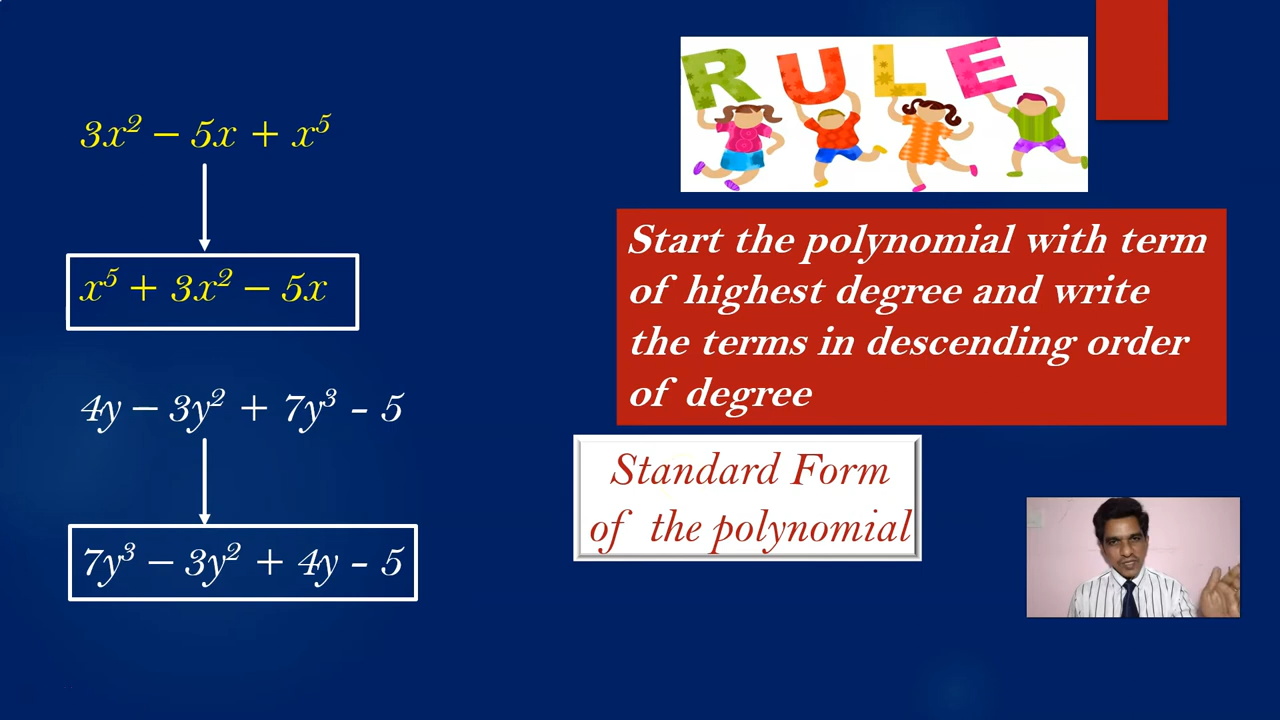 3x² – 5x + x⁵
x⁵ + 3x² – 5x
4y – 3y² + 7y³ - 5
7y³ – 3y² + 4y - 5
RULE
Start the polynomial with term
of highest degree and write
the terms in descending order
of degree
Standard Form
of the polynomial